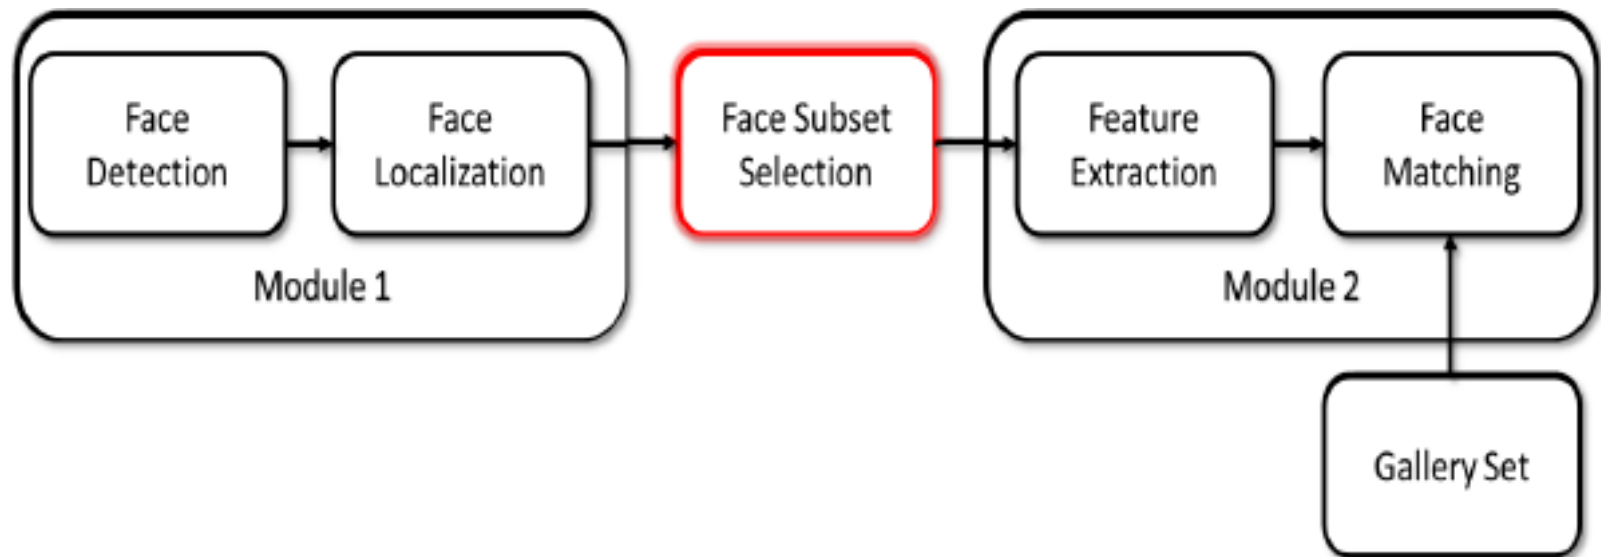 Face
Detection
Face
Localization
Module 1
Face Subset
Selection
Feature
Extraction
Face
Matching
Module 2
Gallery Set